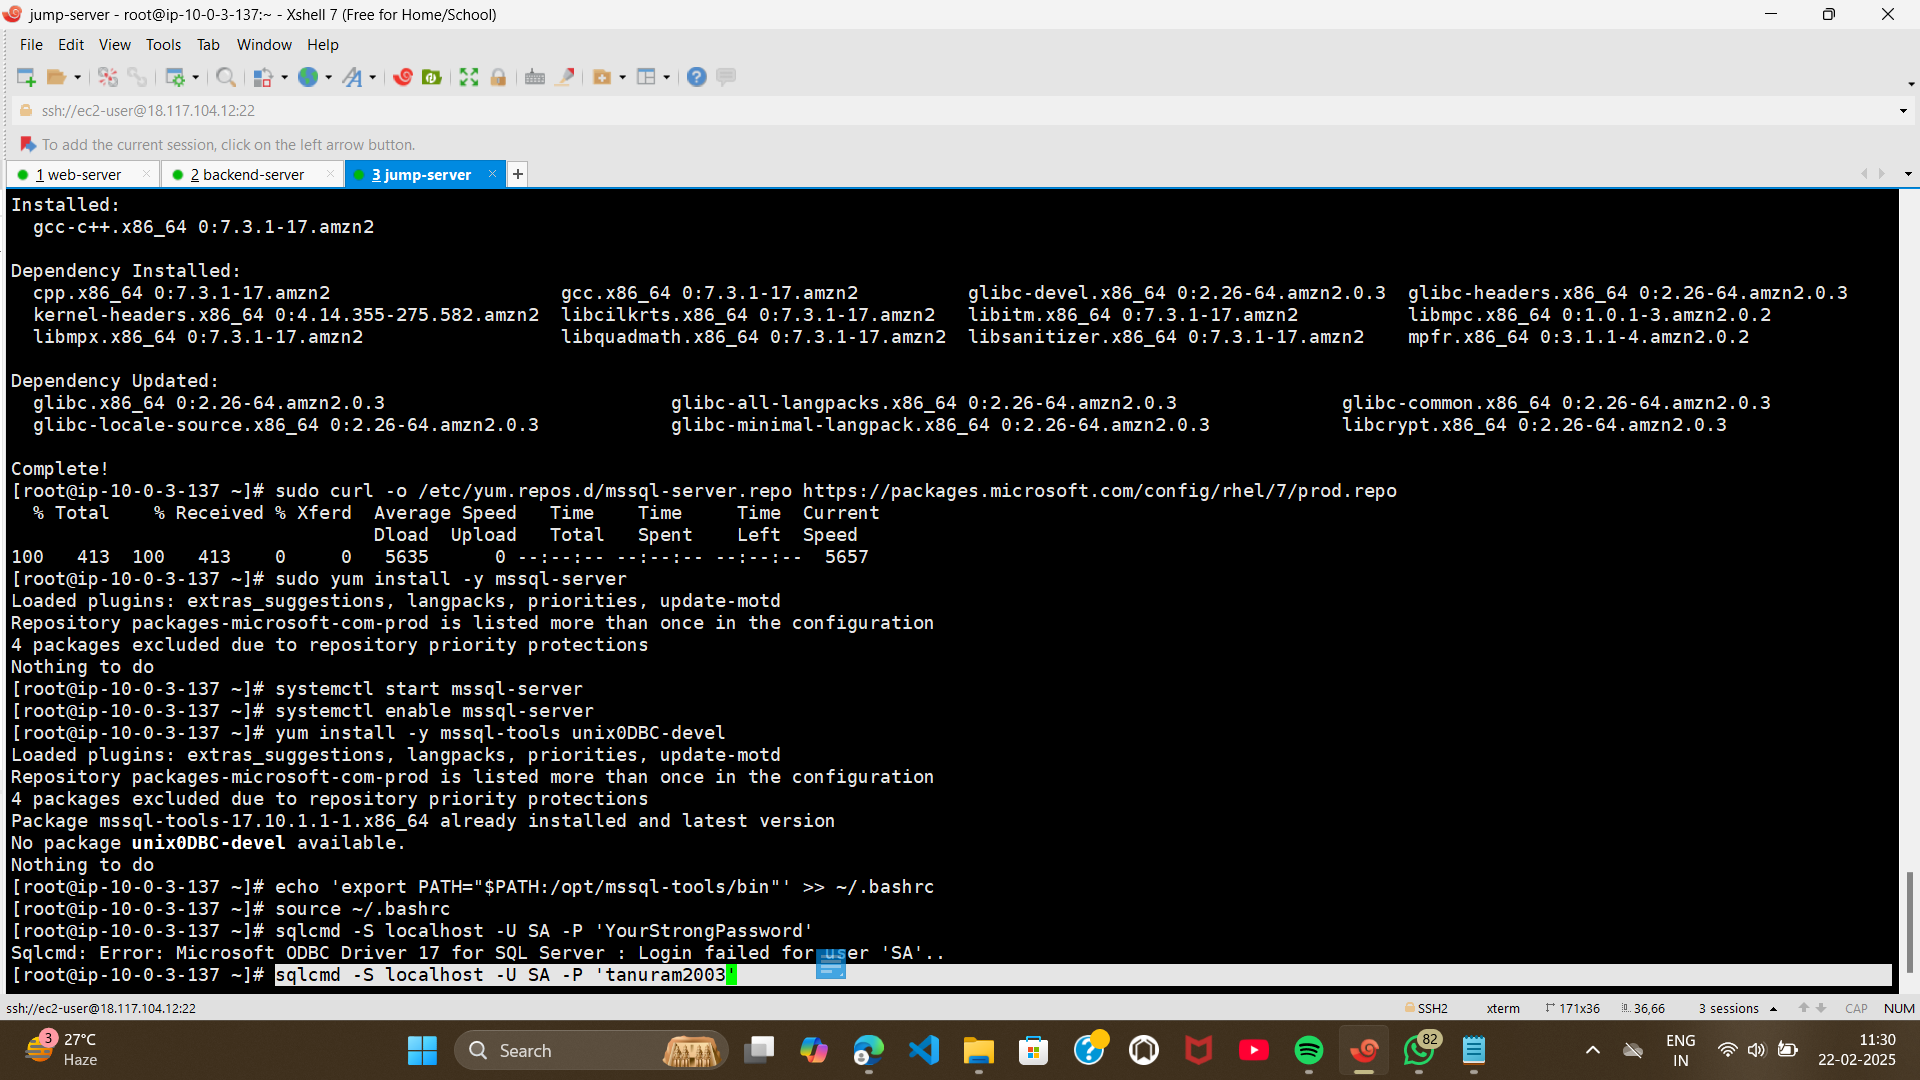 jump-server - root@ip-10-0-3-137:~ - Xshell 7 (Free for Home/School)
File Edit View Tools Tab Window Help
ssh://ec2-user@18.117.104.12:22
To add the current session, click on the left arrow button.
1 web-server 2 backend-server 3 jump-server +
Installed:
gcc-c++.x86_64 0:7.3.1-17.amzn2
Dependency Installed:
cpp.x86_64 0:7.3.1-17.amzn2 gcc.x86_64 0:7.3.1-17.amzn2 glibc-devel.x86_64 0:2.26-64.amzn2.0.3 glibc-headers.x86_64 0:2.26-64.amzn2.0.3
kernel-headers.x86_64 0:4.14.355-275.582.amzn2 libcilkrts.x86_64 0:7.3.1-17.amzn2 libitm.x86_64 0:7.3.1-17.amzn2 libmpc.x86_64 0:1.0.1-3.amzn2.0.2
libmpx.x86_64 0:7.3.1-17.amzn2 libquadmath.x86_64 0:7.3.1-17.amzn2 libsanitizer.x86_64 0:7.3.1-17.amzn2 mpfr.x86_64 0:3.1.1-4.amzn2.0.2
Dependency Updated:
glibc.x86_64 0:2.26-64.amzn2.0.3 glibc-all-langpacks.x86_64 0:2.26-64.amzn2.0.3 glibc-common.x86_64 0:2.26-64.amzn2.0.3
glibc-locale-source.x86_64 0:2.26-64.amzn2.0.3 glibc-minimal-langpack.x86_64 0:2.26-64.amzn2.0.3 libcrypt.x86_64 0:2.26-64.amzn2.0.3
Complete!
[root@ip-10-0-3-137 ~]# sudo curl -o /etc/yum.repos.d/mssql-server.repo https://packages.microsoft.com/config/rhel/7/prod.repo
% Total % Received % Xferd Average Speed Time Time Time Current
Dload Upload Total Spent Left Speed
100 413 100 413 0 0 5635 0 --:--:-- --:--:-- --:--:-- 5657
[root@ip-10-0-3-137 ~]# sudo yum install -y mssql-server
Loaded plugins: extras_suggestions, langpacks, priorities, update-motd
Repository packages-microsoft-com-prod is listed more than once in the configuration
4 packages excluded due to repository priority protections
Nothing to do
[root@ip-10-0-3-137 ~]# systemctl start mssql-server
[root@ip-10-0-3-137 ~]# systemctl enable mssql-server
[root@ip-10-0-3-137 ~]# yum install -y mssql-tools unix0DBC-devel
Loaded plugins: extras_suggestions, langpacks, priorities, update-motd
Repository packages-microsoft-com-prod is listed more than once in the configuration
4 packages excluded due to repository priority protections
Package mssql-tools-17.10.1.1-1.x86_64 already installed and latest version
No package unix0DBC-devel available.
Nothing to do
[root@ip-10-0-3-137 ~]# echo 'export PATH="$PATH:/opt/mssql-tools/bin"' >> ~/.bashrc
[root@ip-10-0-3-137 ~]# source ~/.bashrc
[root@ip-10-0-3-137 ~]# sqlcmd -S localhost -U SA -P 'YourStrongPassword'
Sqlcmd: Error: Microsoft ODBC Driver 17 for SQL Server : Login failed for user 'SA'..
[root@ip-10-0-3-137 ~]# sqlcmd -S localhost -U SA -P 'tanuram2003'
ssh://ec2-user@18.117.104.12:22 SSH2 xterm 171x36 36,66 3 sessions CAP NUM
3 27°C
Haze
Search
82
ENG
IN
11:30
22-02-2025